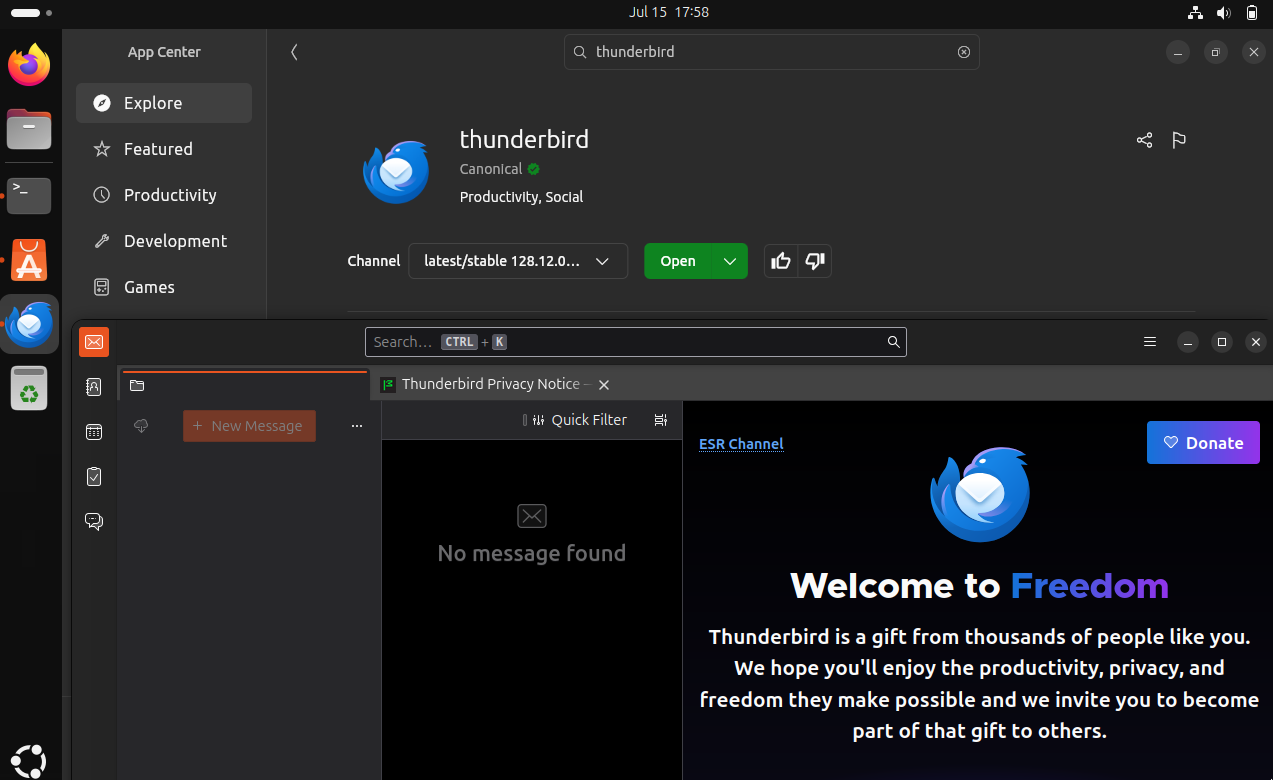 Jul 15 17:58
App Center
thunderbird
Explore
Featured
Productivity
Development
Games
thunderbird
Canonical
Productivity, Social
Channel latest/stable 128.12.0... Open
Search... CTRL + K
Thunderbird Privacy Notice —
+ New Message
Quick Filter
No message found
ESR Channel
Donate
Welcome to Freedom
Thunderbird is a gift from thousands of people like you.
We hope you'll enjoy the productivity, privacy, and
freedom they make possible and we invite you to become
part of that gift to others.